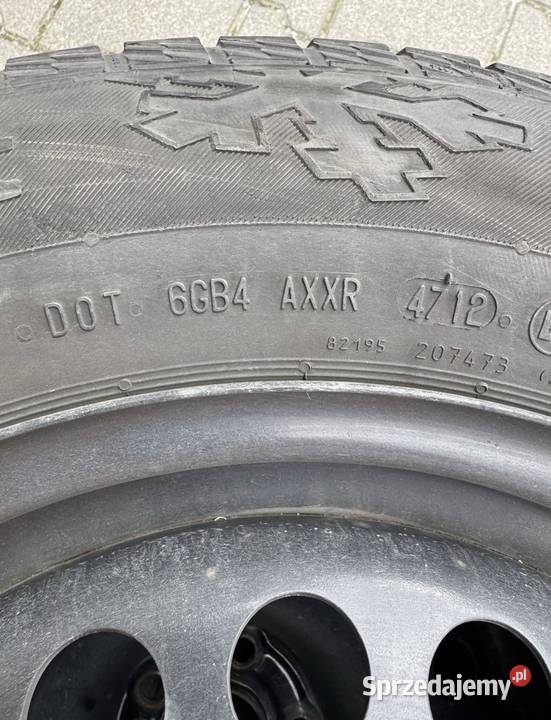 DOT 6GB4 AXXR 4712
82195 207473
Sprzedajemy.pl